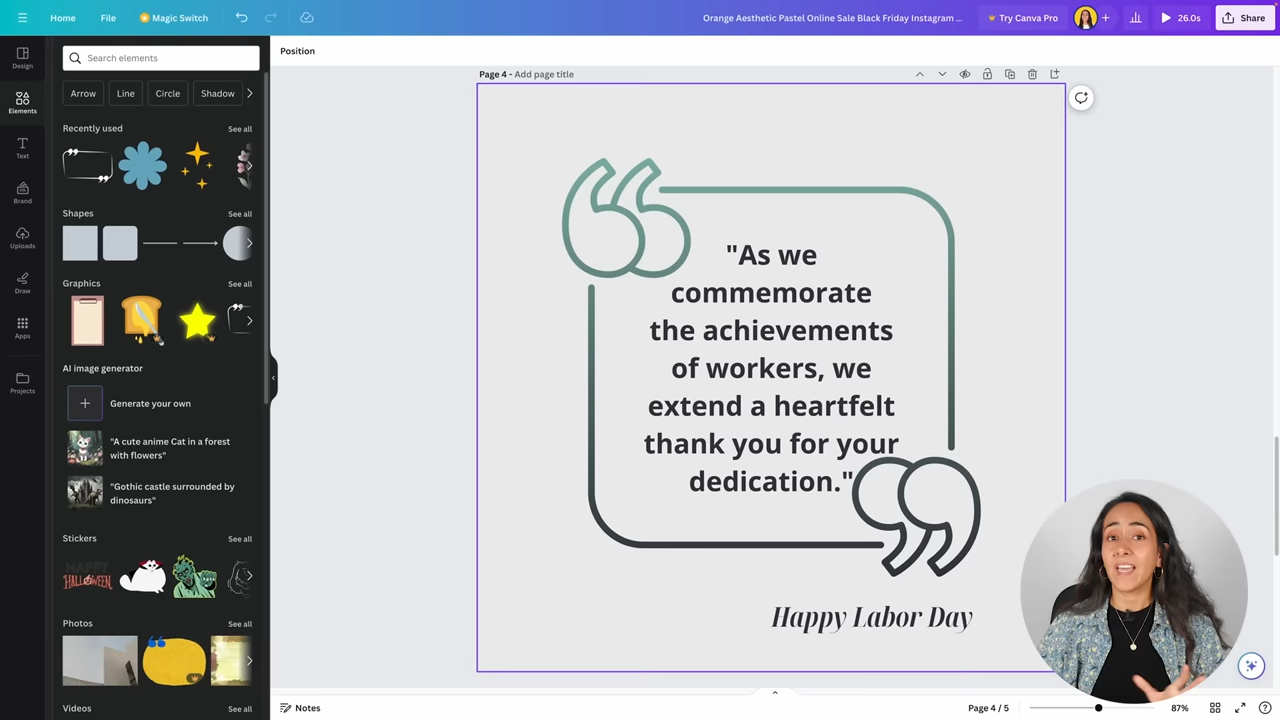 Home
File
Magic Switch
Orange Aesthetic Pastel Online Sale Black Friday Instagram ...
Try Canva Pro
26.0s
Share
Design
Elements
Text
Brand
Uploads
Draw
Apps
Projects
Search elements
Arrow
Line
Circle
Shadow
Recently used
See all
Shapes
See all
Graphics
See all
AI image generator
Generate your own
"A cute anime Cat in a forest
with flowers"
"Gothic castle surrounded by
dinosaurs"
Stickers
See all
HAPPY
HALLOWEEN
Photos
See all
Videos
See all
Position
Page 4 - Add page title
"As we
commemorate
the achievements
of workers, we
extend a heartfelt
thank you for your
dedication."
Happy Labor Day
Notes
Page 4 / 5
87%